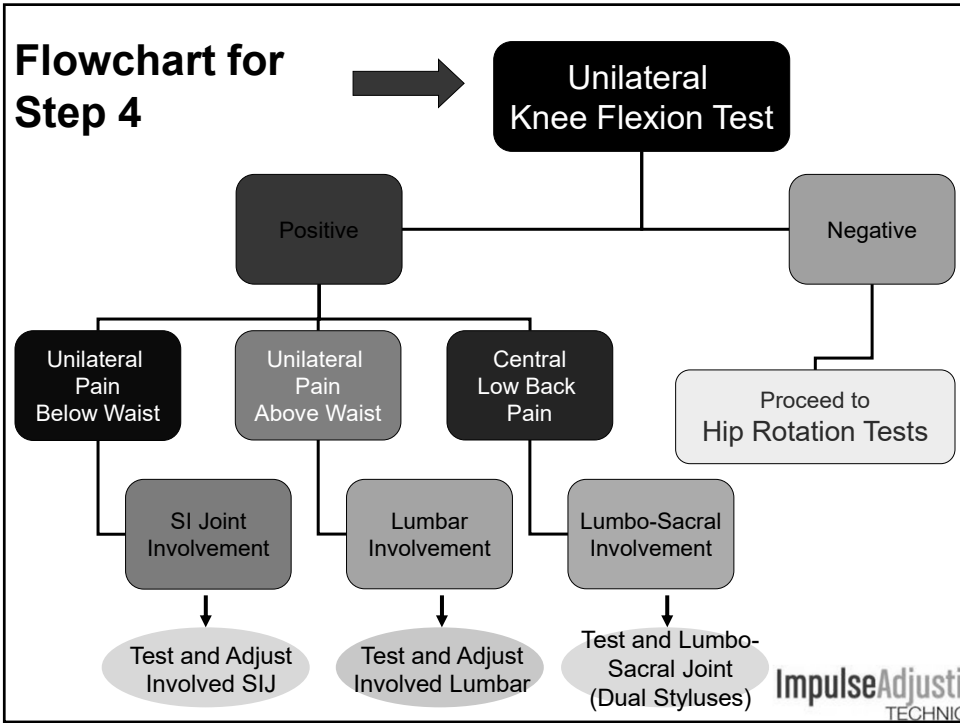 Flowchart for
Step 4
Unilateral
Knee Flexion Test
Positive
Negative
Unilateral
Pain
Below Waist
Unilateral
Pain
Above Waist
Central
Low Back
Pain
Proceed to
Hip Rotation Tests
SI Joint
Involvement
Lumbar
Involvement
Lumbo-Sacral
Involvement
Test and Adjust
Involved SIJ
Test and Adjust
Involved Lumbar
Test and Lumbo-
Sacral Joint
(Dual Styluses)
ImpulseAdjusti
TECHNIC